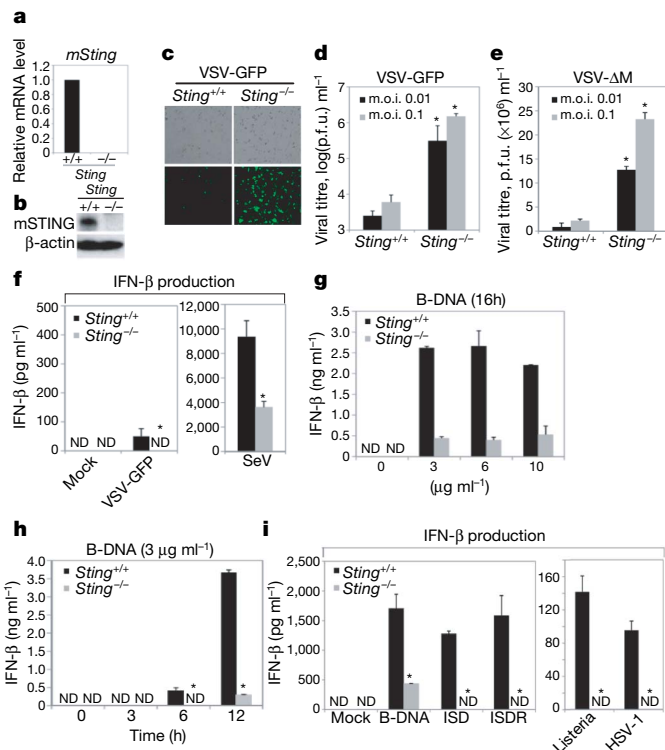 a
mSting
Relative mRNA level
1.2
1.0
0.8
0.6
0.4
0.2
0
+/+ −/−
Sting
b
Sting
+/+ −/−
mSTING
β-actin
c
VSV-GFP
Sting+/+ Sting−/−
d
VSV-GFP
m.o.i. 0.01
m.o.i. 0.1
Viral titre, log(p.f.u.) ml−1
7
6
5
4
3
* *
Sting+/+ Sting−/−
e
VSV-ΔM
m.o.i. 0.01
m.o.i. 0.1
Viral titre, p.f.u. (×10⁶) ml−1
30
25
20
15
10
5
0
* *
Sting+/+ Sting−/−
f
IFN-β production
Sting+/+
Sting−/−
IFN-β (pg ml−1)
500
400
300
200
100
0
ND ND * ND
Mock VSV-GFP
12,000
10,000
8,000
6,000
4,000
2,000
0
*
SeV
g
B-DNA (16h)
Sting+/+
Sting−/−
IFN-β (ng ml−1)
3.5
3.0
2.5
2.0
1.5
1.0
0.5
0.0
ND ND
0 3 6 10
(μg ml−1)
h
B-DNA (3 μg ml−1)
Sting+/+
Sting−/−
IFN-β (ng ml−1)
4.0
3.5
3.0
2.5
2.0
1.5
1.0
0.5
0.0
ND ND ND ND * ND *
0 3 6 12
Time (h)
i
IFN-β production
Sting+/+
Sting−/−
IFN-β (pg ml−1)
2,500
2,000
1,500
1,000
500
0
ND ND * * ND * ND
Mock B-DNA ISD ISDR
160
120
80
40
0
* ND * ND
Listeria HSV-1